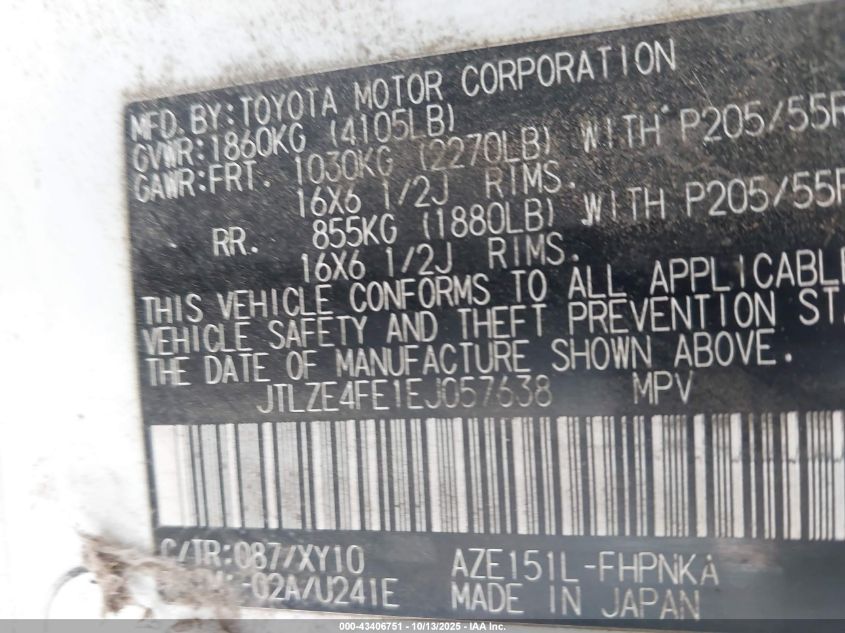 MFD.BY:TOYOTA MOTOR CORPORATION
GVWR:1860KG (4105LB)
GAWR:FRT. 1030KG (2270LB) WITH P205/55R
16X6 1/2J RIMS.
RR. 855KG (1880LB) WITH P205/55R
16X6 1/2J RIMS.
THIS VEHICLE CONFORMS TO ALL APPLICABLE
VEHICLE SAFETY AND THEFT PREVENTION STA
THE DATE OF MANUFACTURE SHOWN ABOVE.
JTLZE4FE1EJ057638 MPV
C/TR:087/XY10 AZE151L-FHPNKA
-02A/U241E MADE IN JAPAN
000-43406751 - 10/13/2025 - IAA, Inc.